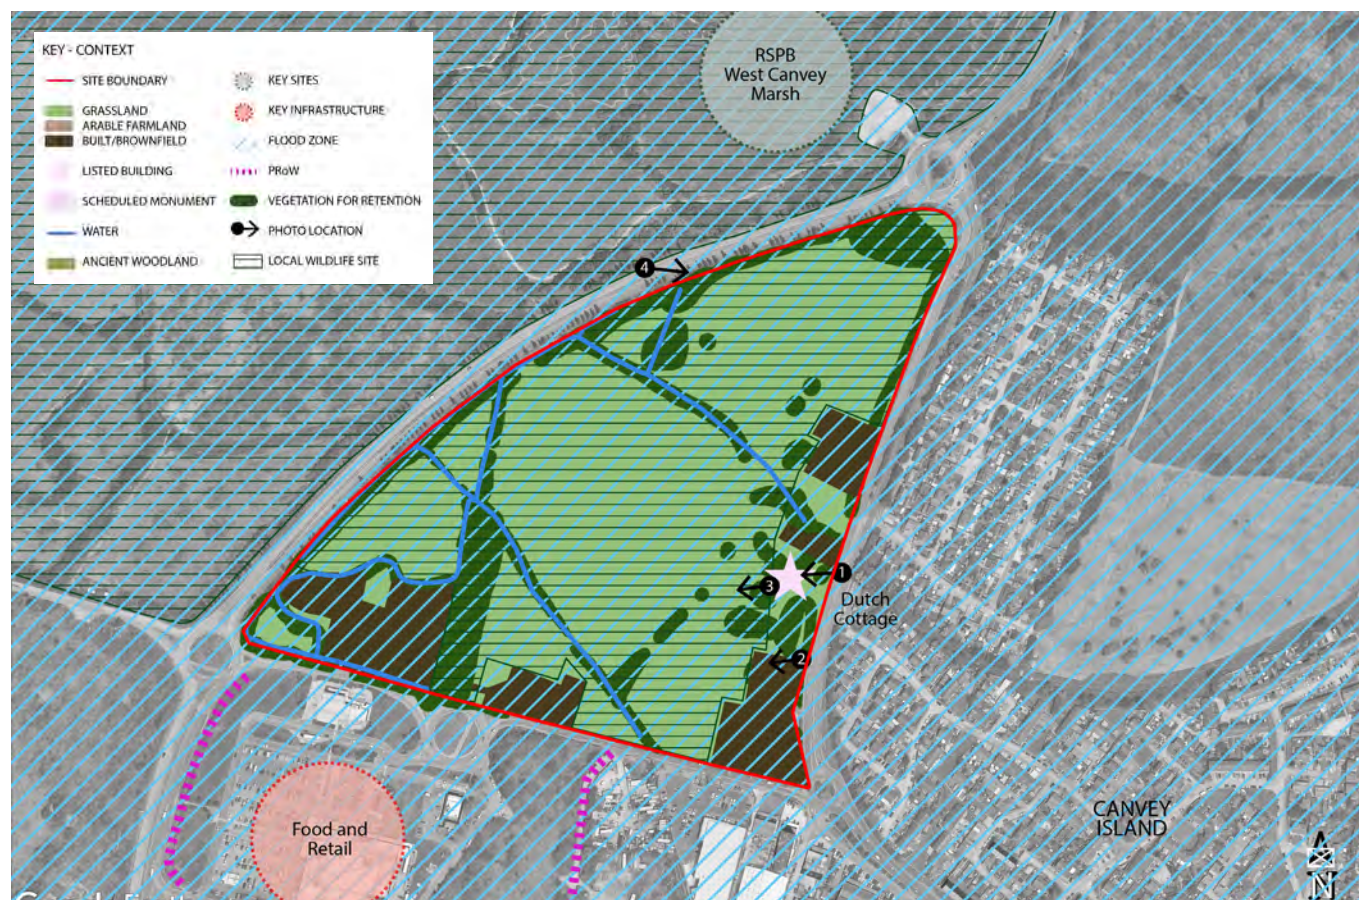 KEY - CONTEXT
SITE BOUNDARY
GRASSLAND
ARABLE FARMLAND
BUILT/BROWNFIELD
LISTED BUILDING
SCHEDULED MONUMENT
WATER
ANCIENT WOODLAND
KEY SITES
KEY INFRASTRUCTURE
FLOOD ZONE
PRoW
VEGETATION FOR RETENTION
PHOTO LOCATION
LOCAL WILDLIFE SITE
RSPB
West Canvey
Marsh
4
1
3
Dutch
Cottage
2
CANVEY
ISLAND
Food and
Retail
N